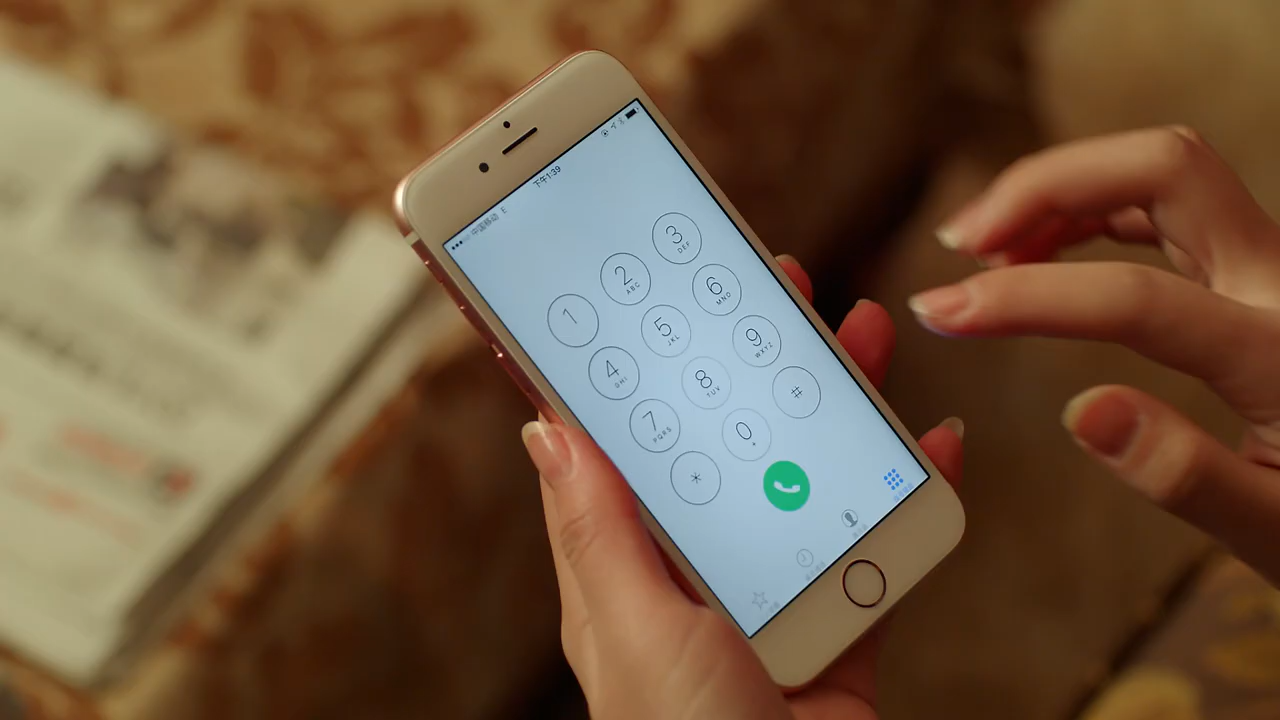 中国移动 E
下午1:39
1
2 ABC
3 DEF
4 GHI
5 JKL
6 MNO
7 PQRS
8 TUV
9 WXYZ
*
0 +
#